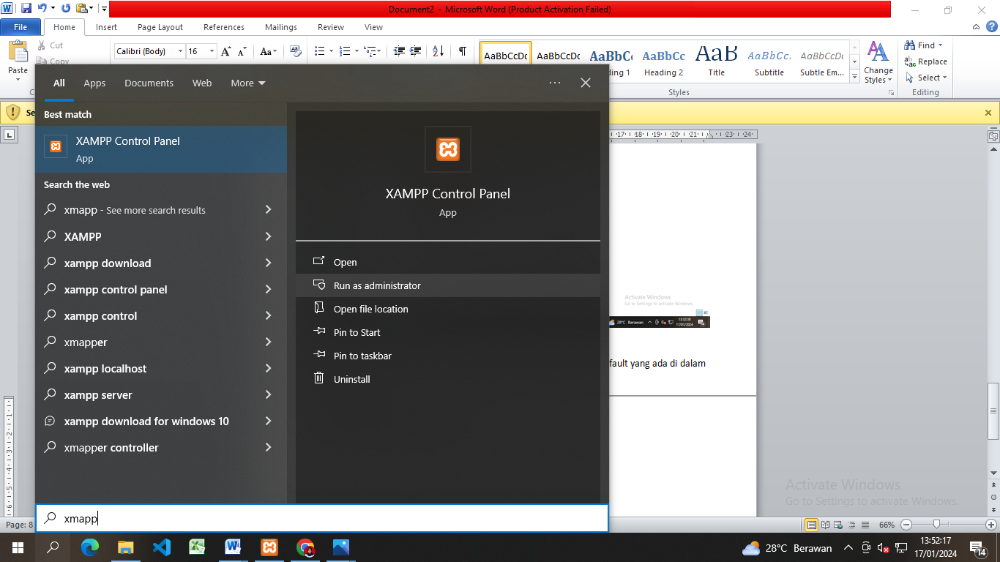 Document2 - Microsoft Word (Product Activation Failed)
File Home Insert Page Layout References Mailings Review View
Paste
Cut
Copy
Calibri (Body) 16
AaBbCcDc AaBbCcDc AaBbCc AaBbCc AaB AaBbCc. AaBbCcDc
Heading 2 Title Subtitle Subtle Em...
Change
Styles
Find
Replace
Select
Styles
Editing
All Apps Documents Web More
Best match
XAMPP Control Panel
App
Search the web
xmapp - See more search results
XAMPP
xampp download
xampp control panel
xampp control
xmapper
xampp localhost
xampp server
xampp download for windows 10
xmapper controller
xmapp
XAMPP Control Panel
App
Open
Run as administrator
Open file location
Pin to Start
Pin to taskbar
Uninstall
17 18 19 20 21 23 24
Activate Windows
Go to Settings to activate Windows.
28°C Berawan
13:32:38
17/01/2024
fault yang ada di dalam
Activate Windows
Go to Settings to activate Windows.
Page: 8
66%
28°C Berawan
13:52:17
17/01/2024
14